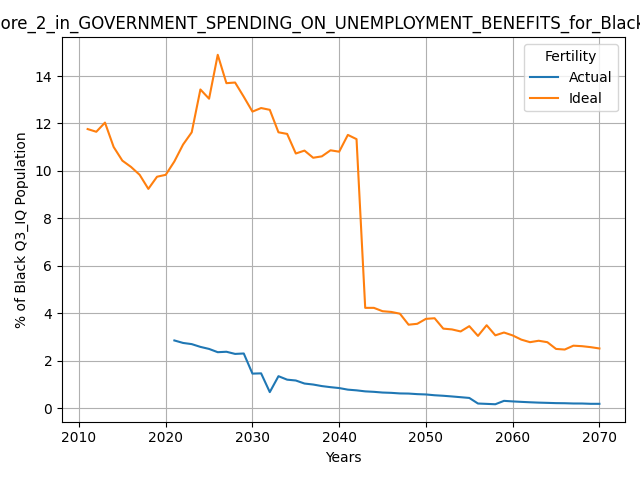 ore_2_in_GOVERNMENT_SPENDING_ON_UNEMPLOYMENT_BENEFITS_for_Black
Fertility
Actual
Ideal
% of Black Q3_IQ Population
14
12
10
8
6
4
2
0
2010 2020 2030 2040 2050 2060 2070
Years